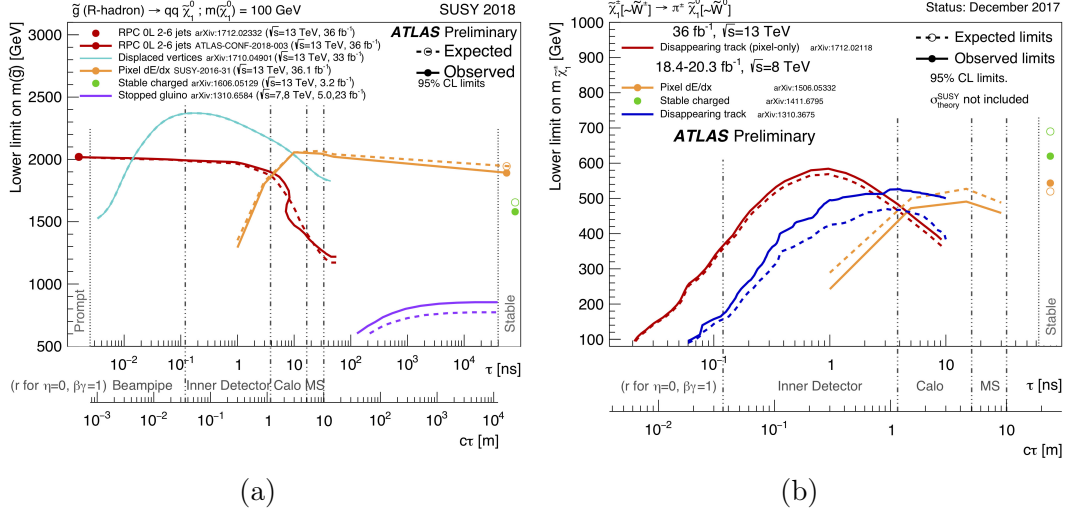 g̃ (R-hadron) → qq χ̃₁⁰ ; m(χ̃₁⁰) = 100 GeV
SUSY 2018
RPC 0L 2-6 jets arXiv:1712.02332 (√s=13 TeV, 36 fb⁻¹)
RPC 0L 2-6 jets ATLAS-CONF-2018-003 (√s=13 TeV, 36 fb⁻¹)
Displaced vertices arXiv:1710.04901 (√s=13 TeV, 33 fb⁻¹)
Pixel dE/dx SUSY-2016-31 (√s=13 TeV, 36.1 fb⁻¹)
Stable charged arXiv:1606.05129 (√s=13 TeV, 3.2 fb⁻¹)
Stopped gluino arXiv:1310.6584 (√s=7,8 TeV, 5.0,23 fb⁻¹)
ATLAS Preliminary
Expected
Observed
95% CL limits
Lower limit on m(g̃) [GeV]
3000
2500
2000
1500
1000
500
Prompt
Stable
10⁻² 10⁻¹ 1 10 10² 10³ 10⁴
τ [ns]
(r for η=0, βγ=1) Beampipe Inner Detector Calo MS
10⁻³ 10⁻² 10⁻¹ 1 10 10² 10³ 10⁴
cτ [m]
(a)
χ̃₁±[~W̃±] → π± χ̃₁⁰[~W̃⁰]
Status: December 2017
36 fb⁻¹, √s=13 TeV
Disappearing track (pixel-only) arXiv:1712.02118
18.4-20.3 fb⁻¹, √s=8 TeV
Pixel dE/dx arXiv:1506.05332
Stable charged arXiv:1411.6795
Disappearing track arXiv:1310.3675
ATLAS Preliminary
Expected limits
Observed limits
95% CL limits.
σ^SUSY_theory not included
Lower limit on m χ̃₁± [GeV]
1000
900
800
700
600
500
400
300
200
100
Stable
10⁻² 10⁻¹ 1 10
(r for η=0, βγ=1) Inner Detector Calo MS τ [ns]
10⁻² 10⁻¹ 1 10
cτ [m]
(b)